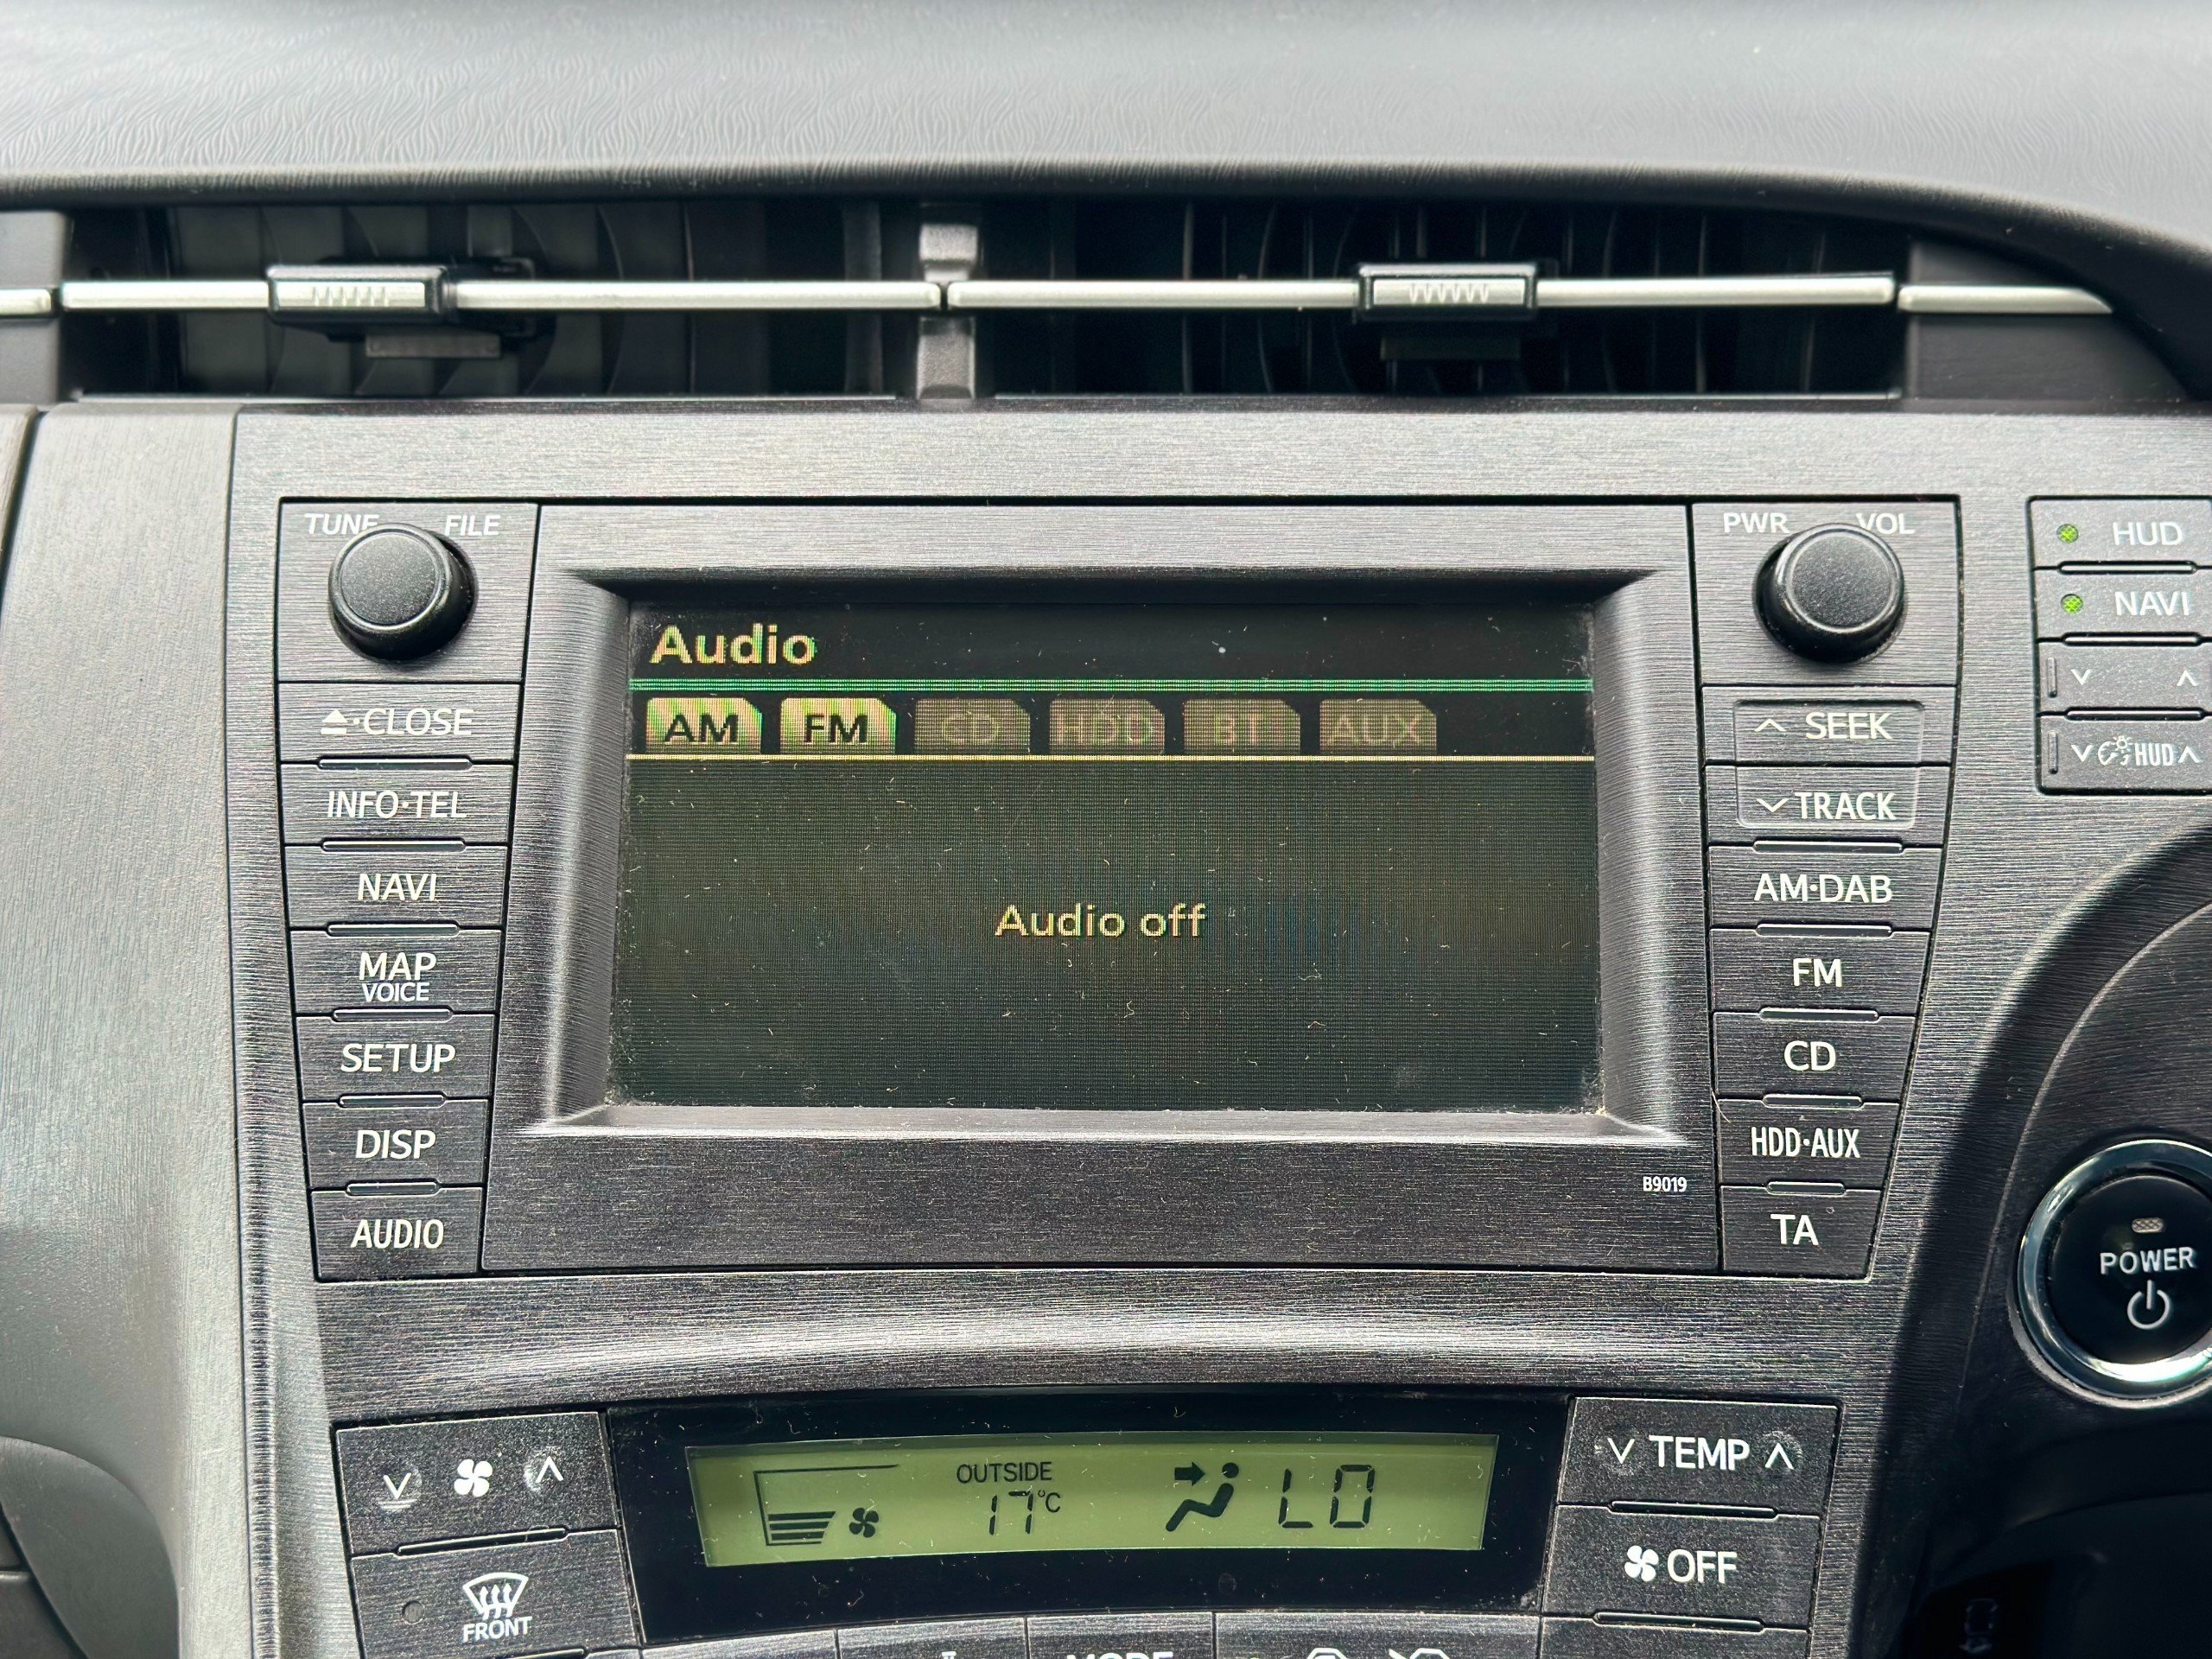 TUNE FILE
PWR VOL
HUD
NAVI
HUD
CLOSE
INFO·TEL
NAVI
MAP
VOICE
SETUP
DISP
AUDIO
Audio
AM FM CD HDD BT AUX
Audio off
B9019
SEEK
TRACK
AM·DAB
FM
CD
HDD·AUX
TA
POWER
OUTSIDE
17°C
LO
TEMP
OFF
FRONT
MODE